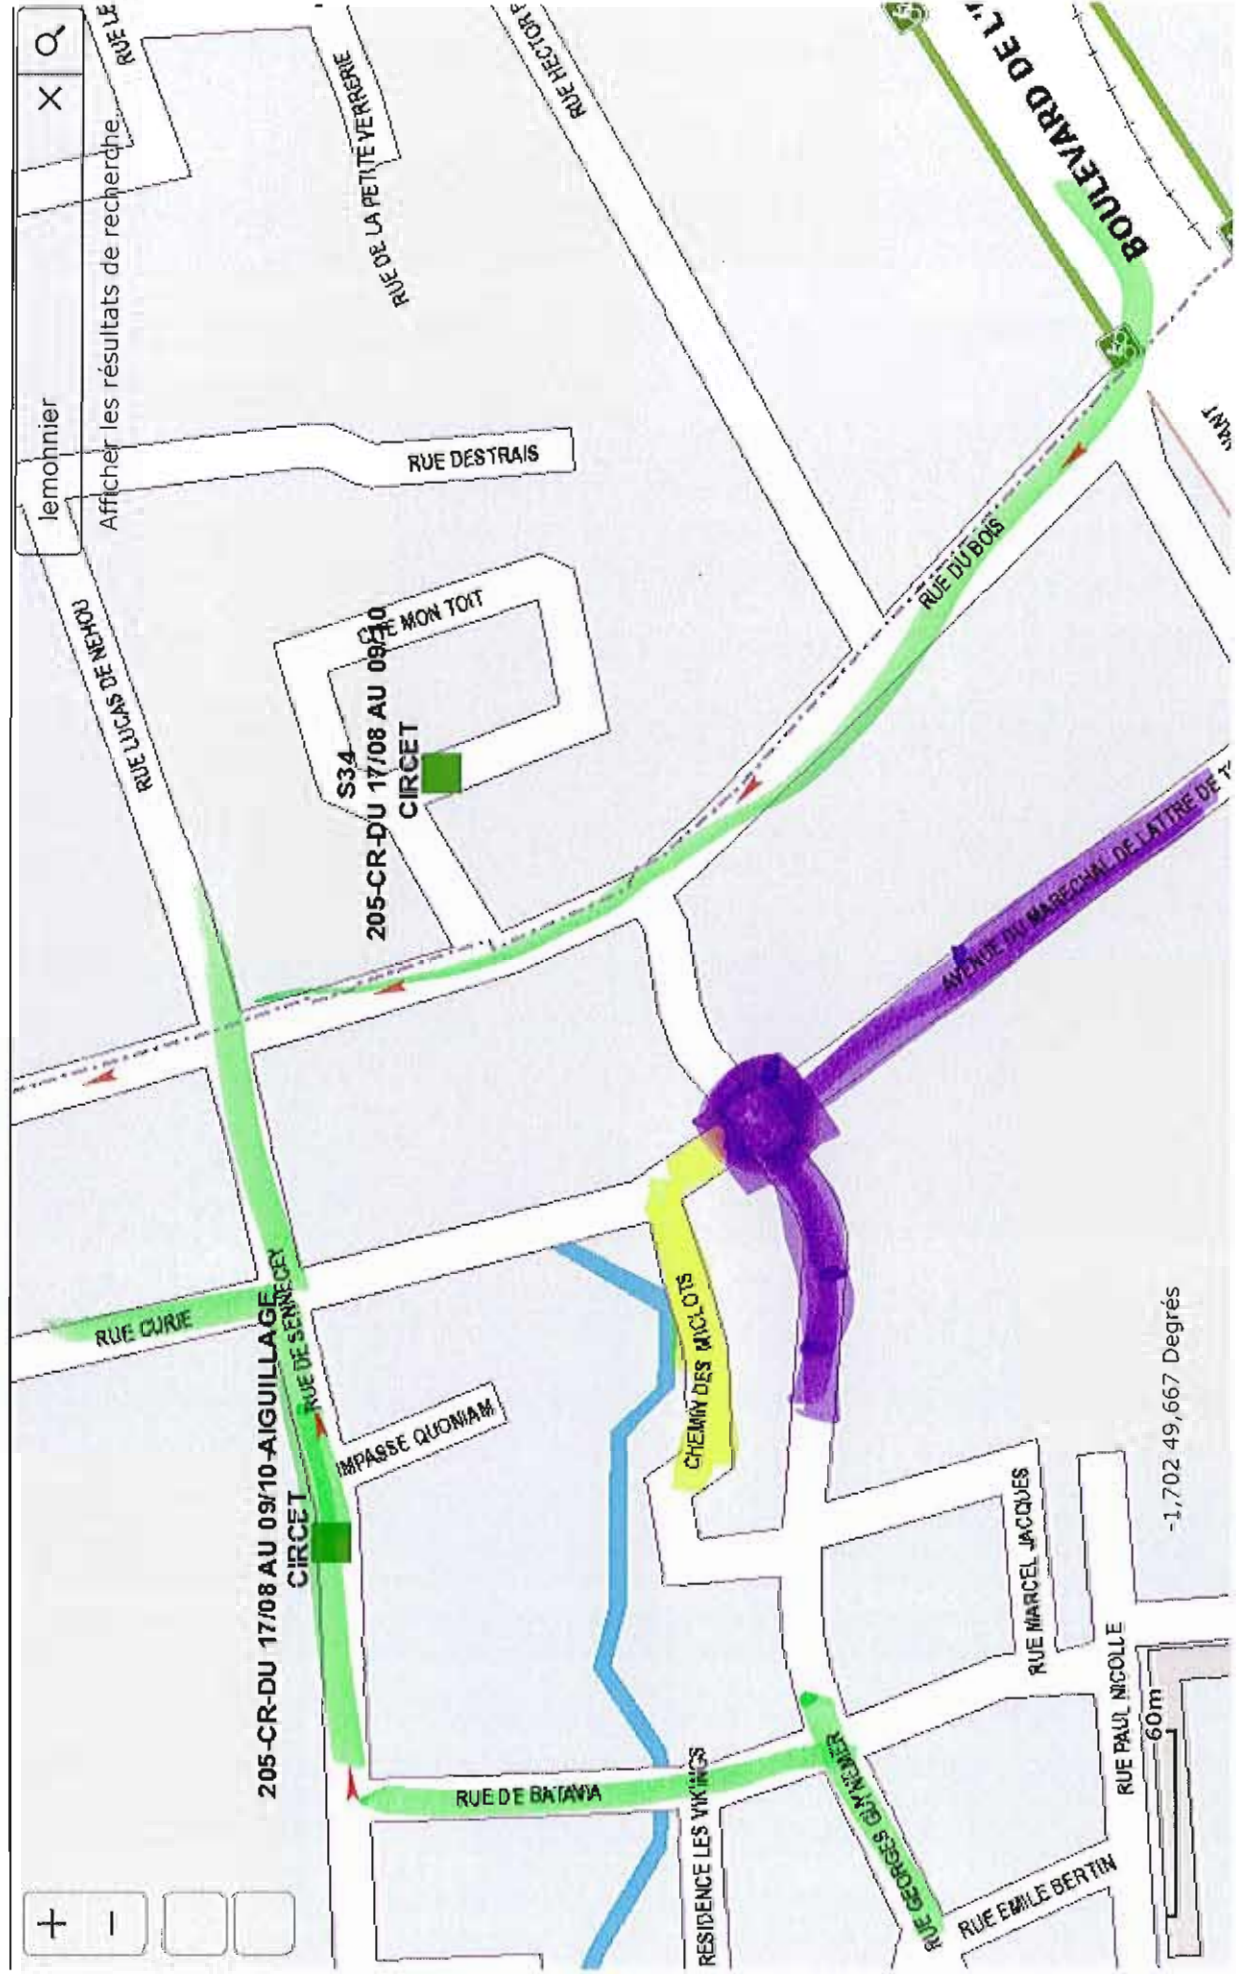 lemonnier
Afficher les résultats de recherche...
RUE LE
RUE DE LA PETITE VERRERIE
RUE HECTOR
BOULEVARD DE L'
RUE DESTRAIS
RUE LUCAS DE NEHOU
CITE MON TOIT
S34
205-CR-DU 17/08 AU 09/10
CIRCET
RUE DU BOIS
AVENUE DU MARECHAL DE LATTRE DE
RUE CURIE
RUE DE SENNECEY
205-CR-DU 17/08 AU 09/10-AIGUILLAGE
CIRCET
IMPASSE QUONIAM
CHEMIN DES MICLOTS
RUE MARCEL JACQUES
RUE DE BATAVIA
RESIDENCE LES VIKINGS
RUE GEORGES GUYNEMER
RUE EMILE BERTIN
RUE PAUL NICOLLE
60m
-1,702 49,667 Degrés